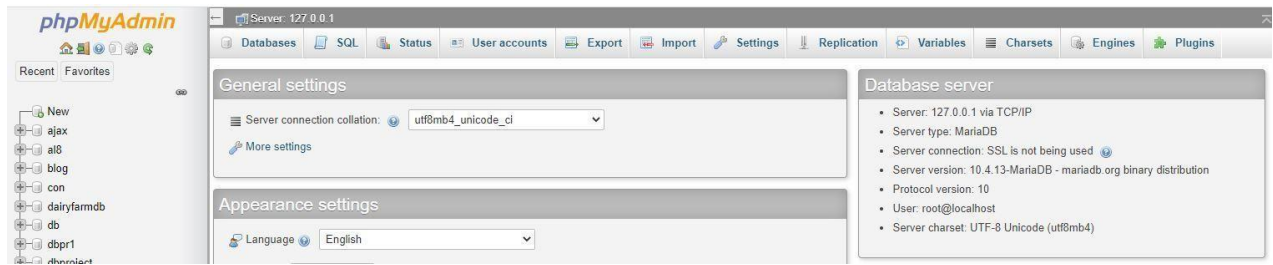 phpMyAdmin
Recent Favorites
New
ajax
al8
blog
con
dairyfarmdb
db
dbpr1
dbproject
Server: 127.0.0.1
Databases SQL Status User accounts Export Import Settings Replication Variables Charsets Engines Plugins
General settings
Server connection collation: utf8mb4_unicode_ci
More settings
Appearance settings
Language English
Database server
Server: 127.0.0.1 via TCP/IP
Server type: MariaDB
Server connection: SSL is not being used
Server version: 10.4.13-MariaDB - mariadb.org binary distribution
Protocol version: 10
User: root@localhost
Server charset: UTF-8 Unicode (utf8mb4)